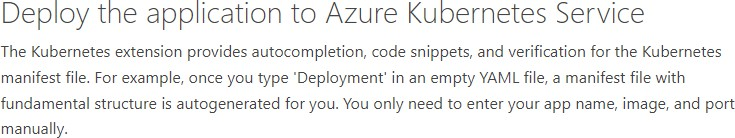 Deploy the application to Azure Kubernetes Service
The Kubernetes extension provides autocompletion, code snippets, and verification for the Kubernetes
manifest file. For example, once you type 'Deployment' in an empty YAML file, a manifest file with
fundamental structure is autogenerated for you. You only need to enter your app name, image, and port
manually.